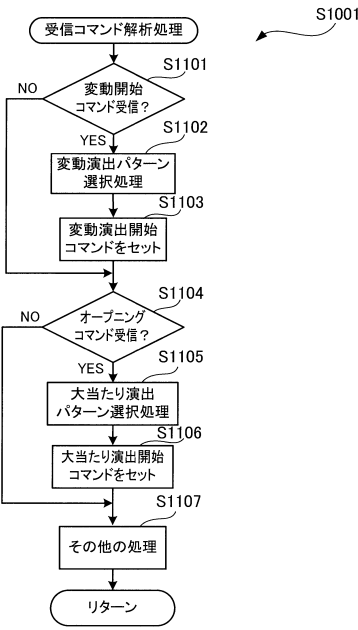 受信コマンド解析処理
S1001
S1101
変動開始
コマンド受信？
NO
YES
S1102
変動演出パターン
選択処理
S1103
変動演出開始
コマンドをセット
S1104
オープニング
コマンド受信？
NO
YES
S1105
大当たり演出
パターン選択処理
S1106
大当たり演出開始
コマンドをセット
S1107
その他の処理
リターン